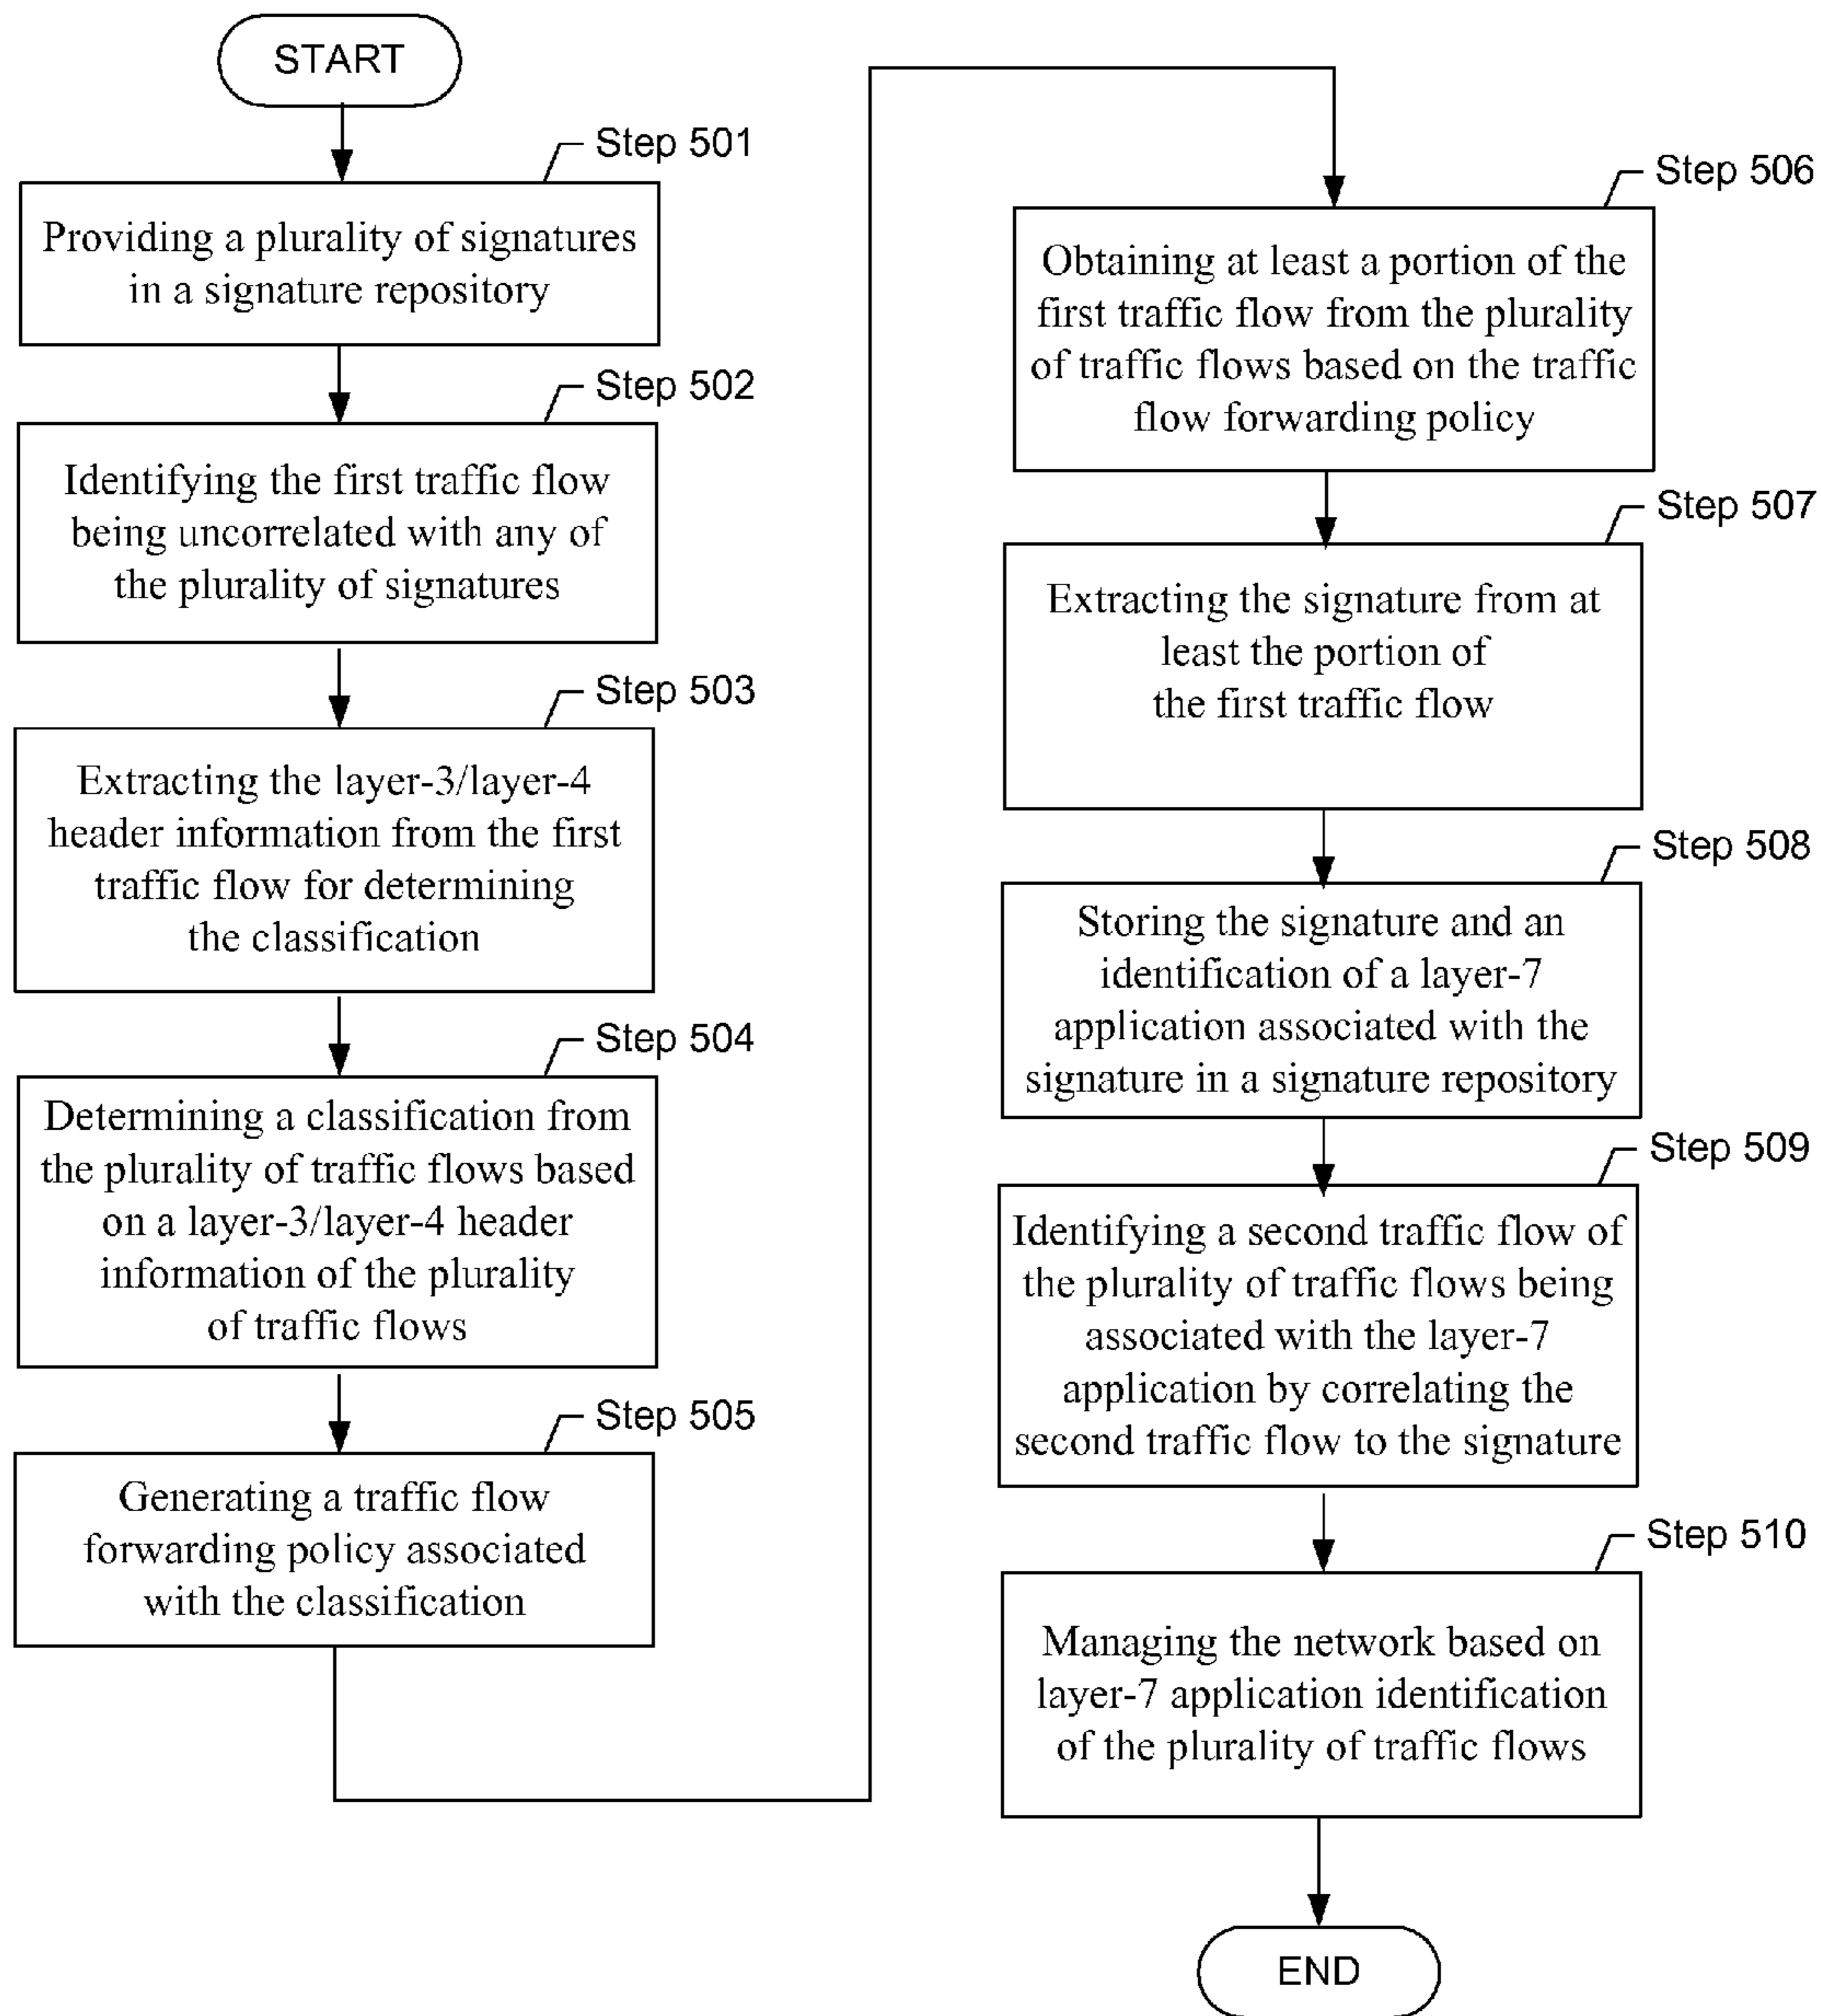 START
Step 501
Providing a plurality of signatures
in a signature repository
Step 502
Identifying the first traffic flow
being uncorrelated with any of
the plurality of signatures
Step 503
Extracting the layer-3/layer-4
header information from the first
traffic flow for determining
the classification
Step 504
Determining a classification from
the plurality of traffic flows based
on a layer-3/layer-4 header
information of the plurality
of traffic flows
Step 505
Generating a traffic flow
forwarding policy associated
with the classification
Step 506
Obtaining at least a portion of the
first traffic flow from the plurality
of traffic flows based on the traffic
flow forwarding policy
Step 507
Extracting the signature from at
least the portion of
the first traffic flow
Step 508
Storing the signature and an
identification of a layer-7
application associated with the
signature in a signature repository
Step 509
Identifying a second traffic flow of
the plurality of traffic flows being
associated with the layer-7
application by correlating the
second traffic flow to the signature
Step 510
Managing the network based on
layer-7 application identification
of the plurality of traffic flows
END